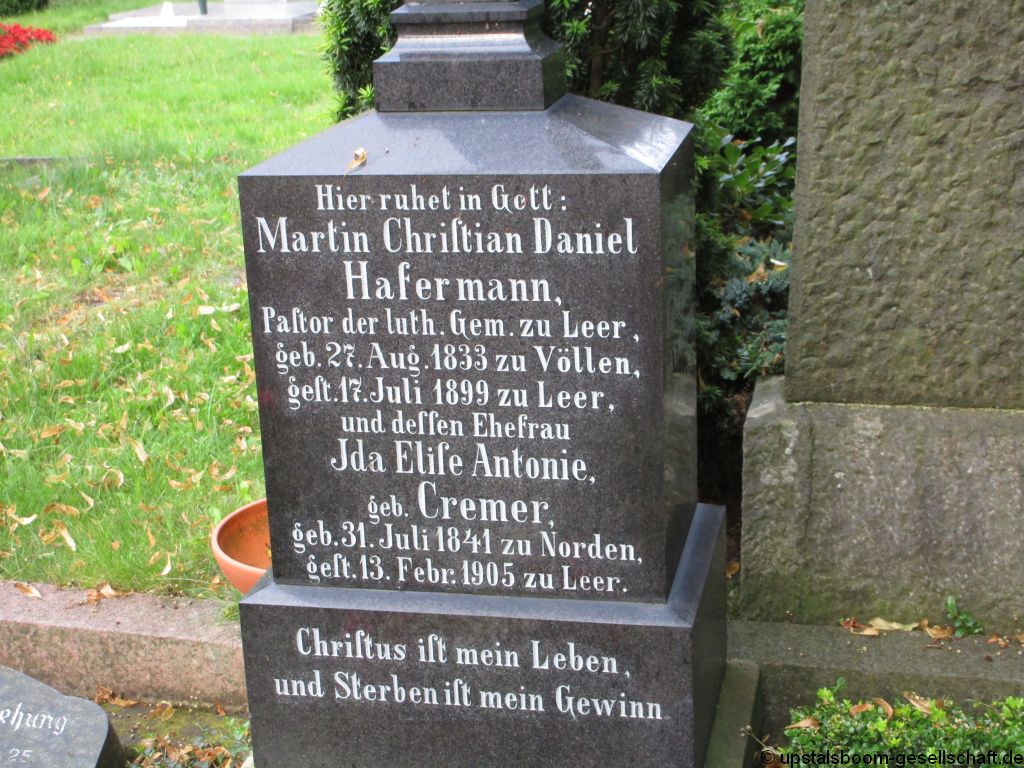 Hier ruhet in Gott:
Martin Chriſtian Daniel
Hafermann,
Paſtor der luth. Gem. zu Leer,
geb. 27. Aug. 1833 zu Völlen,
geſt. 17. Juli 1899 zu Leer,
und deſſen Ehefrau
Jda Eliſe Antonie,
geb. Cremer,
geb. 31. Juli 1841 zu Norden,
geſt. 13. Febr. 1905 zu Leer.
Chriſtus iſt mein Leben,
und Sterben iſt mein Gewinn
25
© upstalsboom-gesellschaft.de